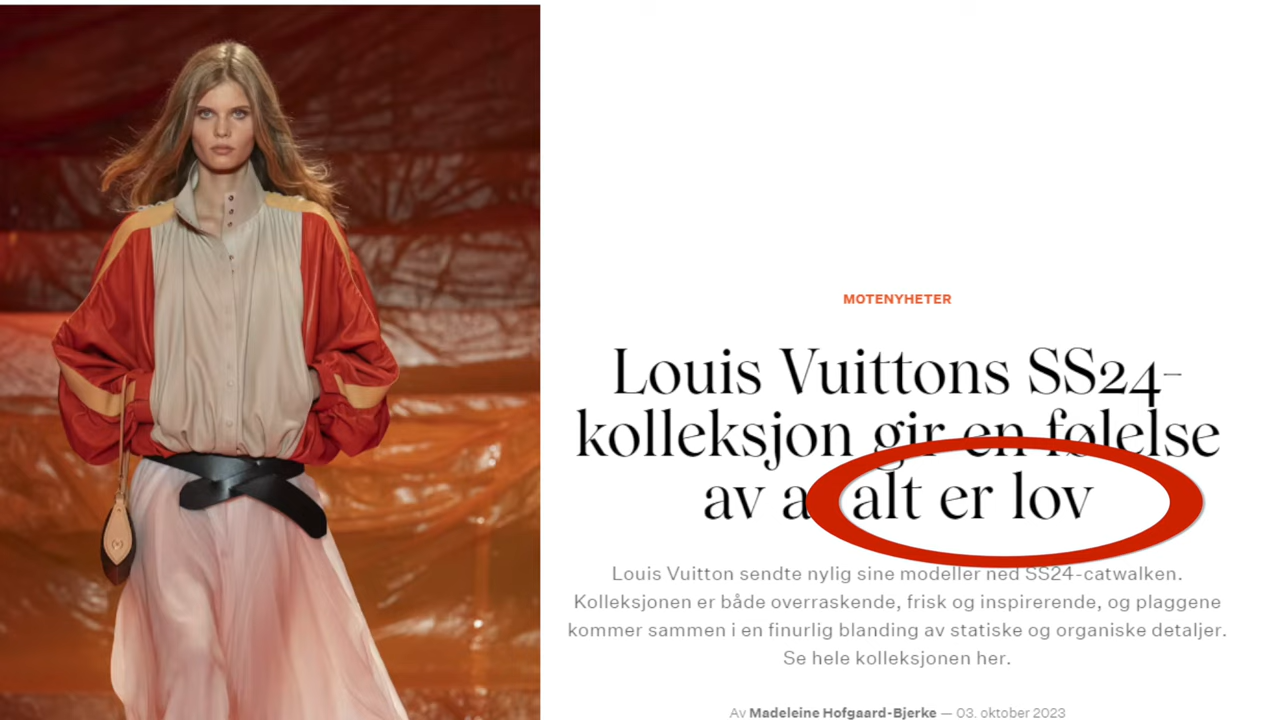 MOTENYHETER
Louis Vuittons SS24-
kolleksjon gir en følelse
av a alt er lov
Louis Vuitton sendte nylig sine modeller ned SS24-catwalken.
Kolleksjonen er både overraskende, frisk og inspirerende, og plaggene
kommer sammen i en finurlig blanding av statiske og organiske detaljer.
Se hele kolleksjonen her.
Av Madeleine Hofgaard-Bjerke — 03. oktober 2023